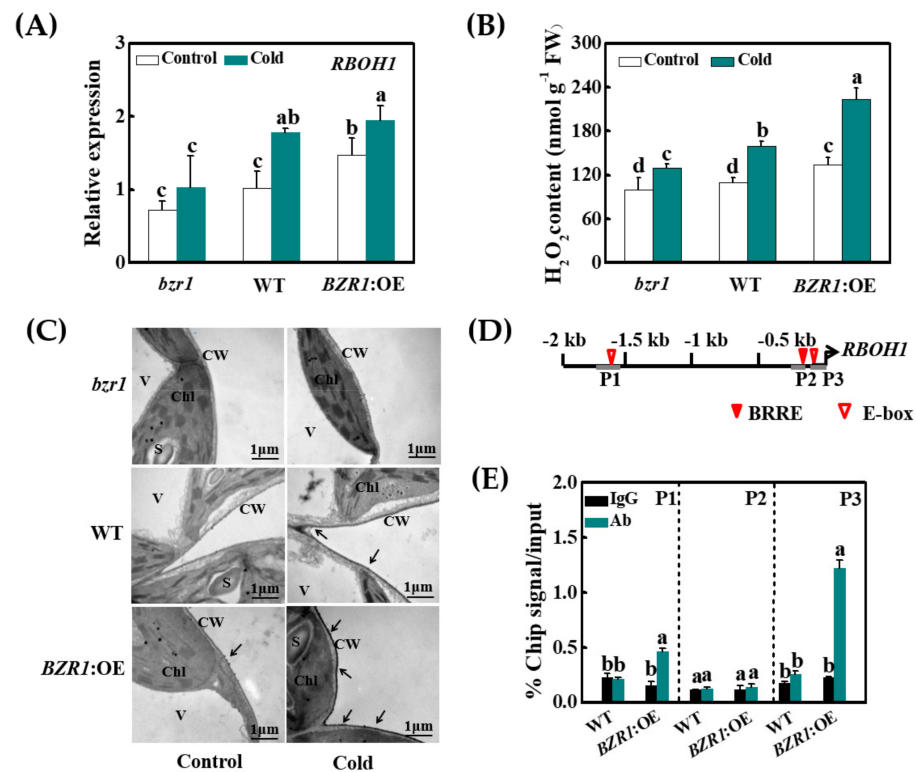 (A)
3
2
1
0
Relative expression
Control
Cold
RBOH1
c
c
c
ab
b
a
bzr1
WT
BZR1:OE
(B)
300
240
180
120
60
0
H2O2 content (nmol g-1 FW)
Control
Cold
d
c
d
b
c
a
bzr1
WT
BZR1:OE
(C)
bzr1
CW
V
Chl
S
1μm
CW
Chl
V
1μm
WT
V
Chl
CW
S
1μm
Chl
CW
V
1μm
BZR1:OE
CW
Chl
V
1μm
S
CW
Chl
V
1μm
Control
Cold
(D)
-2 kb
-1.5 kb
-1 kb
-0.5 kb
RBOH1
P1
P2
P3
BRRE
E-box
(E)
2.0
1.5
1.0
0.5
0.0
% Chip signal/input
IgG
Ab
P1
P2
P3
bb
b
a
aa
aa
b
b
b
a
WT
BZR1:OE
WT
BZR1:OE
WT
BZR1:OE